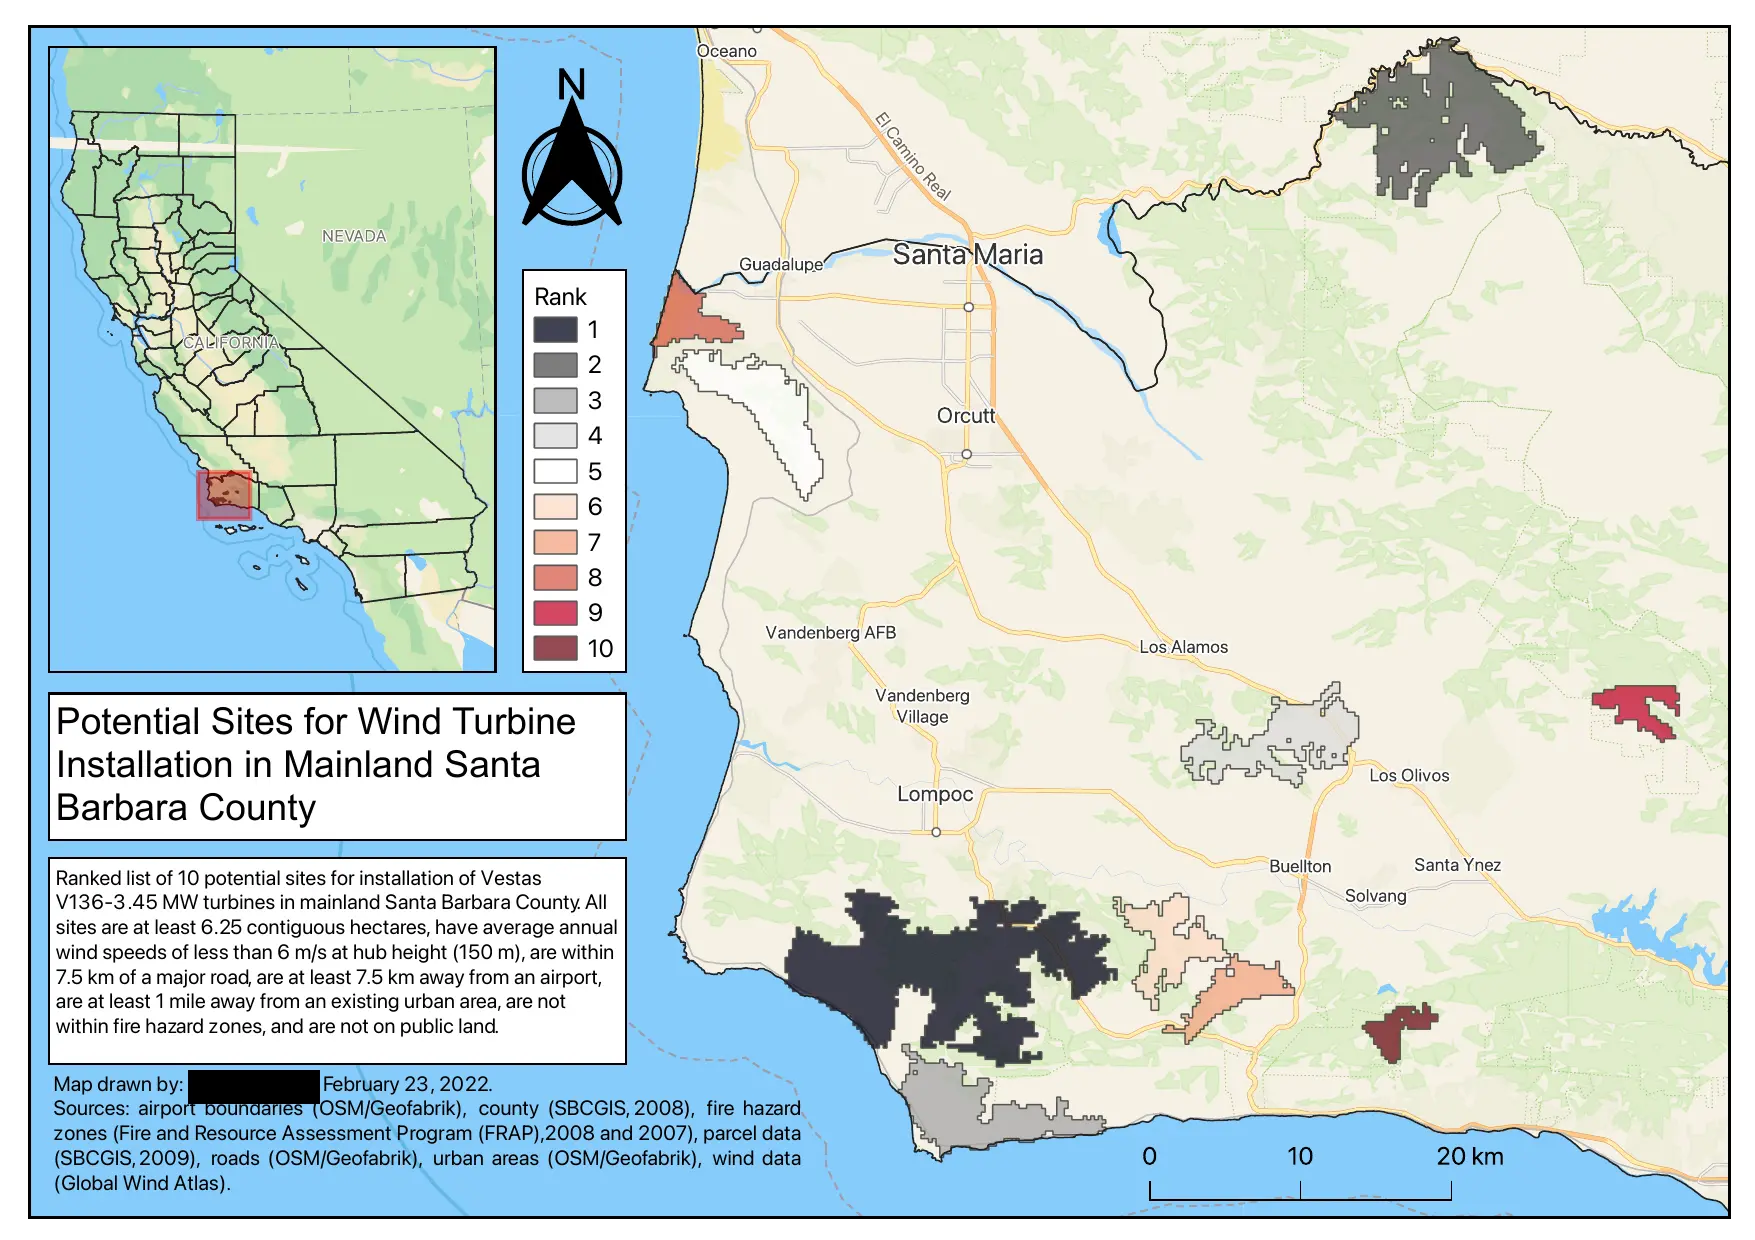 NEVADA
CALIFORNIA
N
Rank
1
2
3
4
5
6
7
8
9
10
Potential Sites for Wind Turbine
Installation in Mainland Santa
Barbara County
Ranked list of 10 potential sites for installation of Vestas
V136-3.45 MW turbines in mainland Santa Barbara County. All
sites are at least 6.25 contiguous hectares, have average annual
wind speeds of less than 6 m/s at hub height (150 m), are within
7.5 km of a major road, are at least 7.5 km away from an airport,
are at least 1 mile away from an existing urban area, are not
within fire hazard zones, and are not on public land.
Map drawn by: February 23, 2022.
Sources: airport boundaries (OSM/Geofabrik), county (SBCGIS, 2008), fire hazard
zones (Fire and Resource Assessment Program (FRAP),2008 and 2007), parcel data
(SBCGIS, 2009), roads (OSM/Geofabrik), urban areas (OSM/Geofabrik), wind data
(Global Wind Atlas).
Oceano
El Camino Real
Santa Maria
Guadalupe
Orcutt
Vandenberg AFB
Los Alamos
Vandenberg
Village
Los Olivos
Lompoc
Buellton
Santa Ynez
Solvang
0 10 20 km